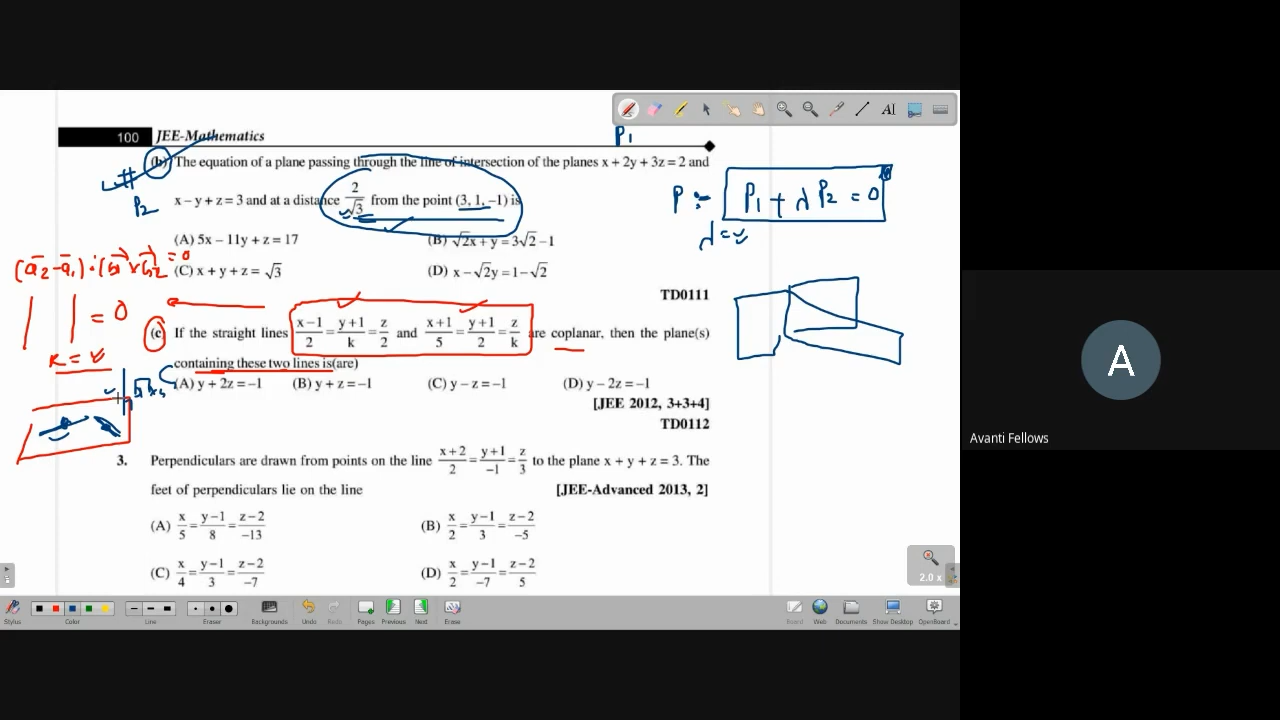 P1
100 JEE-Mathematics
(b) The equation of a plane passing through the line of intersection of the planes x + 2y + 3z = 2 and
x − y + z = 3 and at a distance 2/√3 from the point (3, 1, −1) is
P2
P :- P1 + λ P2 = 0
λ =
(A) 5x − 11y + z = 17 (B) √2x + y = 3√2 − 1
(C) x + y + z = √3 (D) x − √2y = 1 − √2
TD0111
= 0
(c) If the straight lines (x−1)/2 = (y+1)/k = z/2 and (x+1)/5 = (y+1)/2 = z/k are coplanar, then the plane(s)
containing these two lines is(are)
K =
(A) y + 2z = −1 (B) y + z = −1 (C) y − z = −1 (D) y − 2z = −1
[JEE 2012, 3+3+4]
TD0112
3. Perpendiculars are drawn from points on the line (x+2)/2 = (y+1)/−1 = z/3 to the plane x + y + z = 3. The
feet of perpendiculars lie on the line [JEE-Advanced 2013, 2]
(A) x/5 = (y−1)/8 = (z−2)/−13 (B) x/2 = (y−1)/3 = (z−2)/−5
(C) x/4 = (y−1)/3 = (z−2)/−7 (D) x/2 = (y−1)/−7 = (z−2)/5
A
Avanti Fellows
2.0 x
Stylus Color Line Eraser Backgrounds Undo Redo Pages Previous Next Erase Board Web Documents Show Desktop OpenBoard